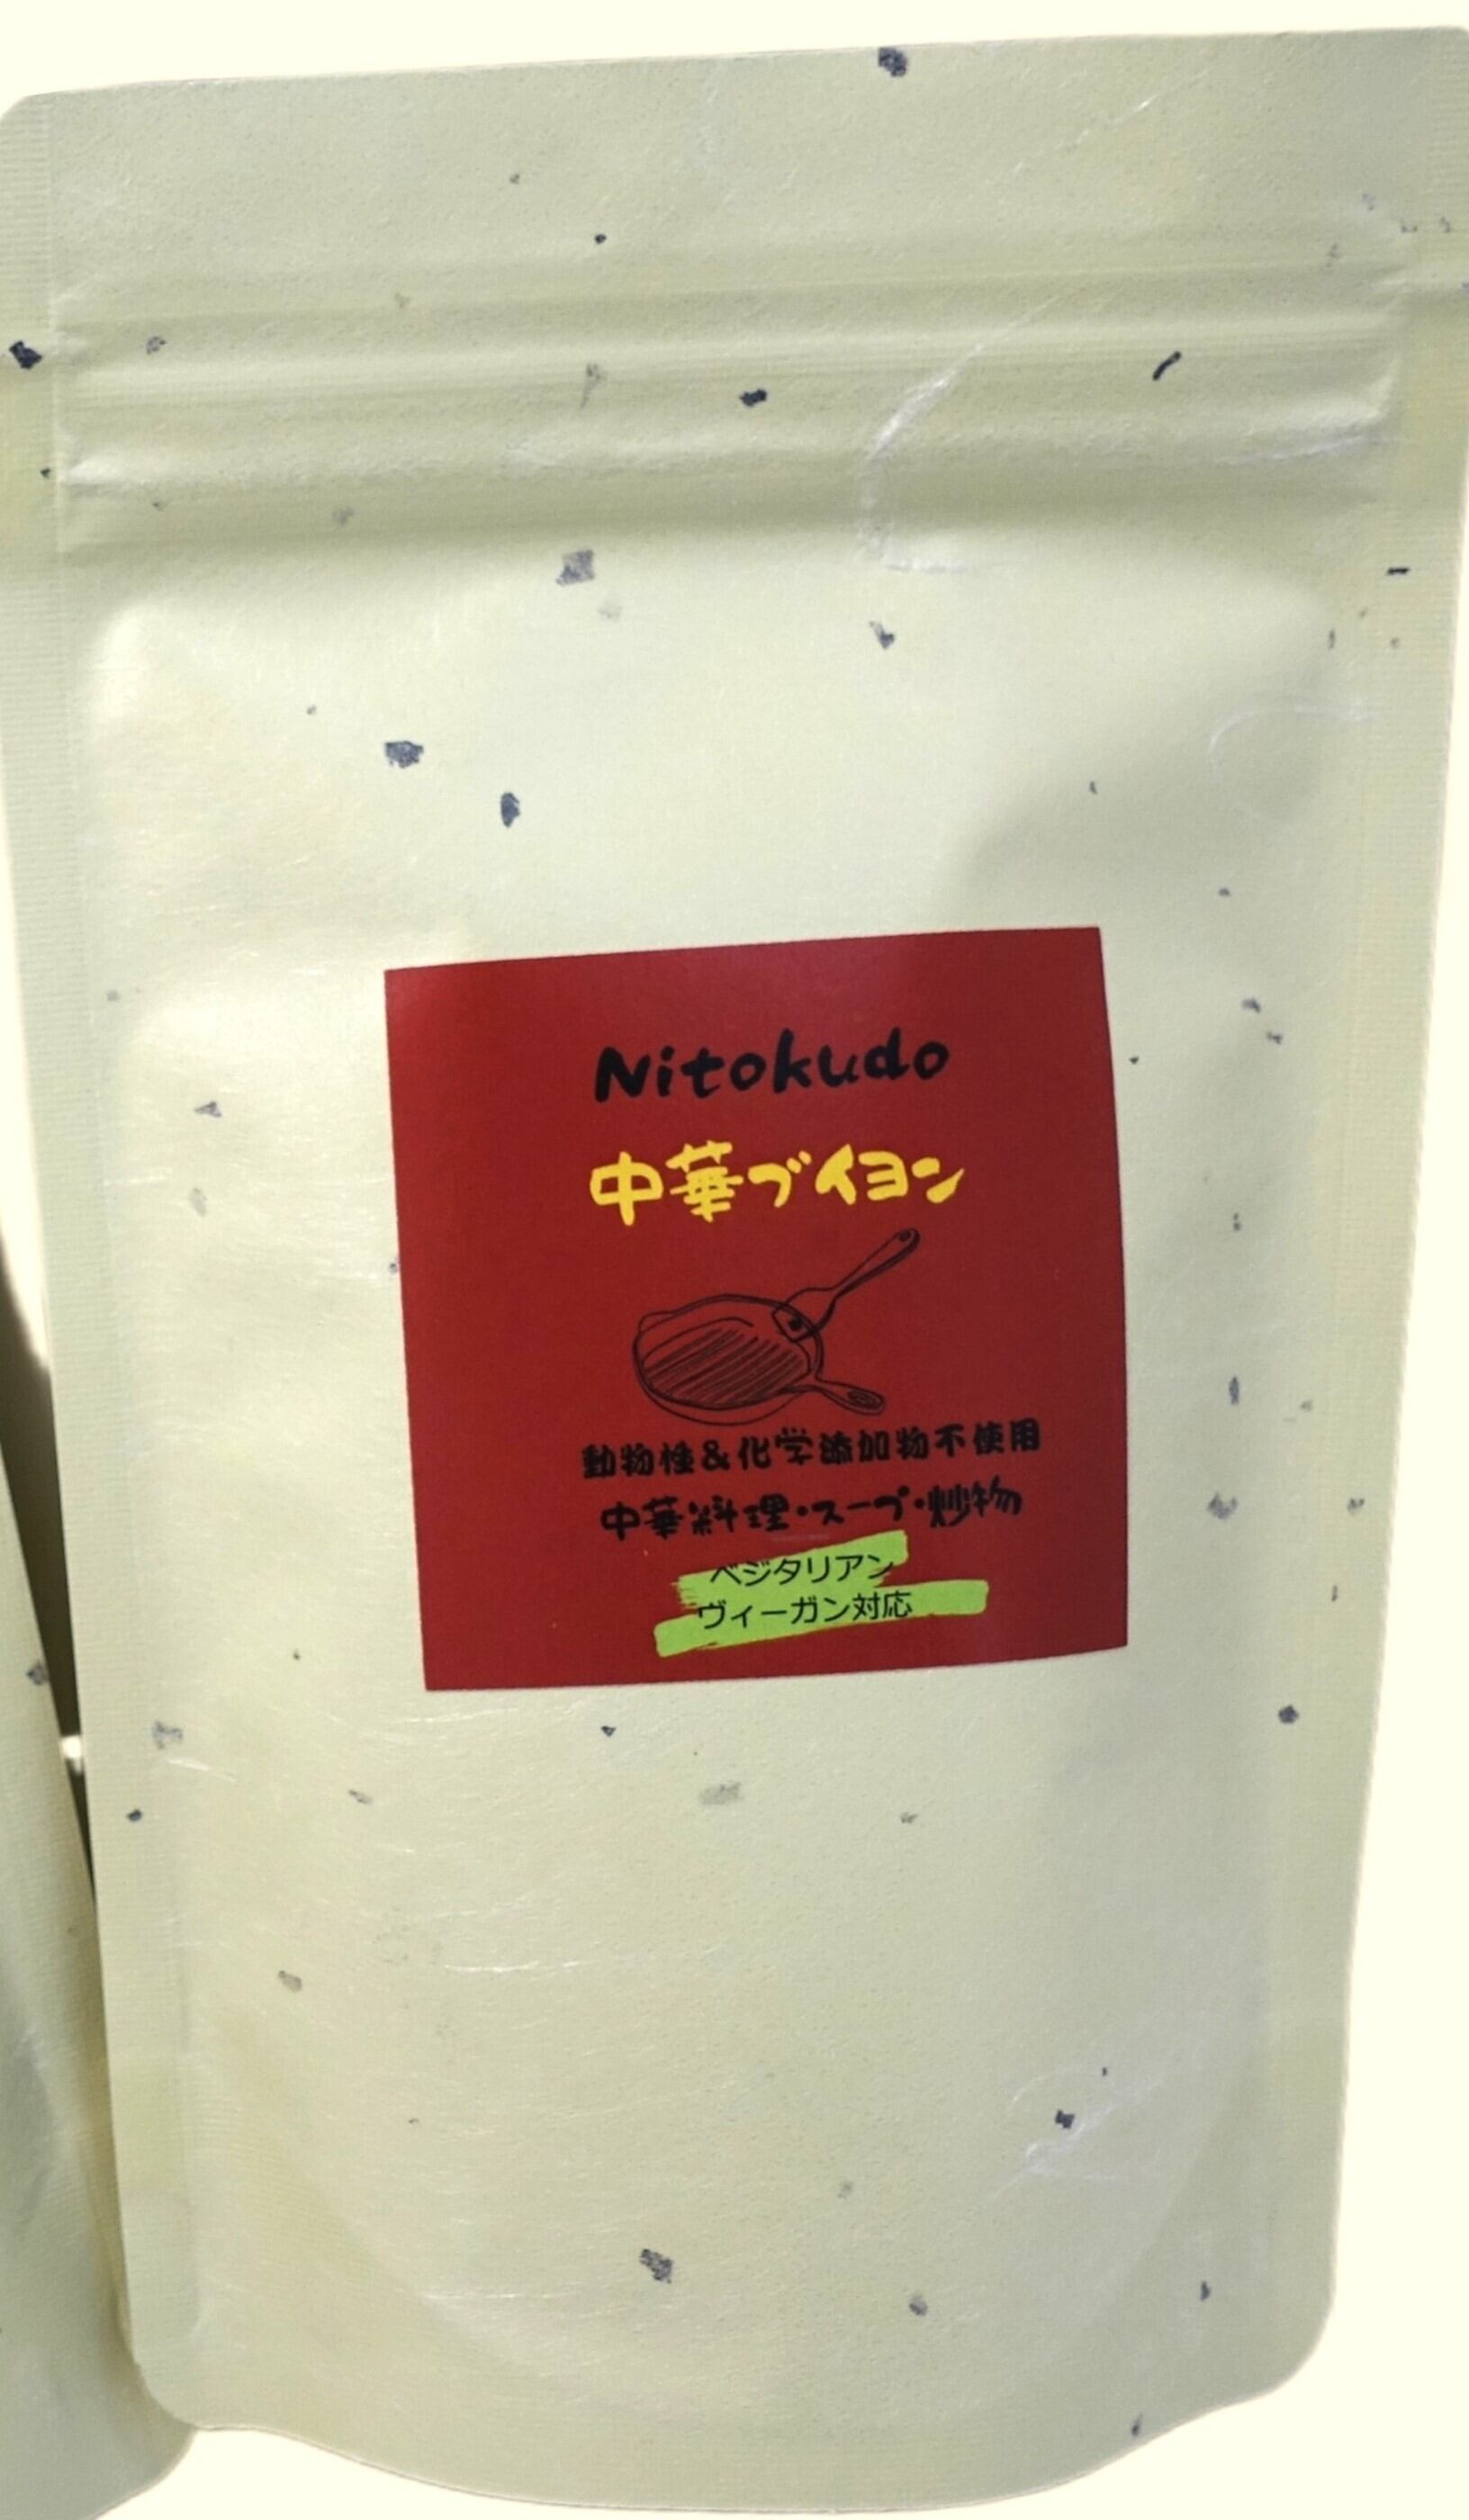 Nitokudo
中華ブイヨン
動物性&化学添加物不使用
中華料理・スープ・炒物
ベジタリアン
ヴィーガン対応